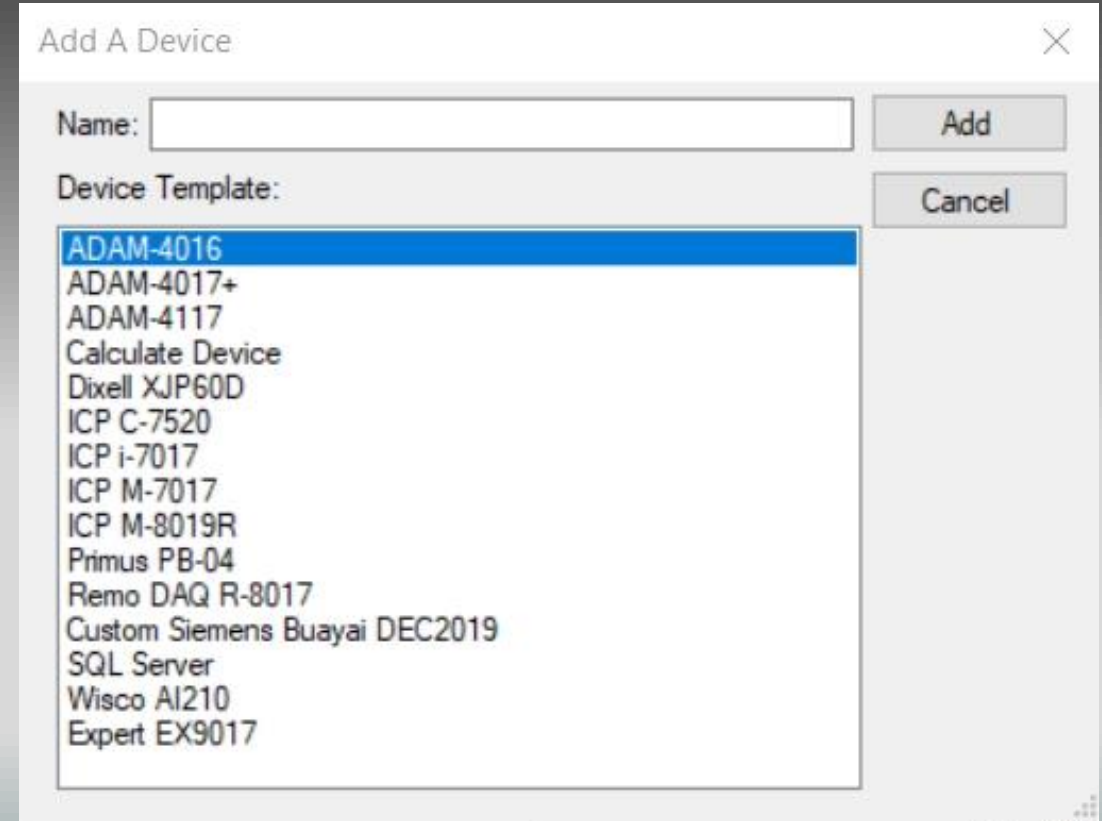 Add A Device
Name:
Add
Device Template:
Cancel
ADAM-4016
ADAM-4017+
ADAM-4117
Calculate Device
Dixell XJP60D
ICP C-7520
ICP i-7017
ICP M-7017
ICP M-8019R
Primus PB-04
Remo DAQ R-8017
Custom Siemens Buayai DEC2019
SQL Server
Wisco AI210
Expert EX9017